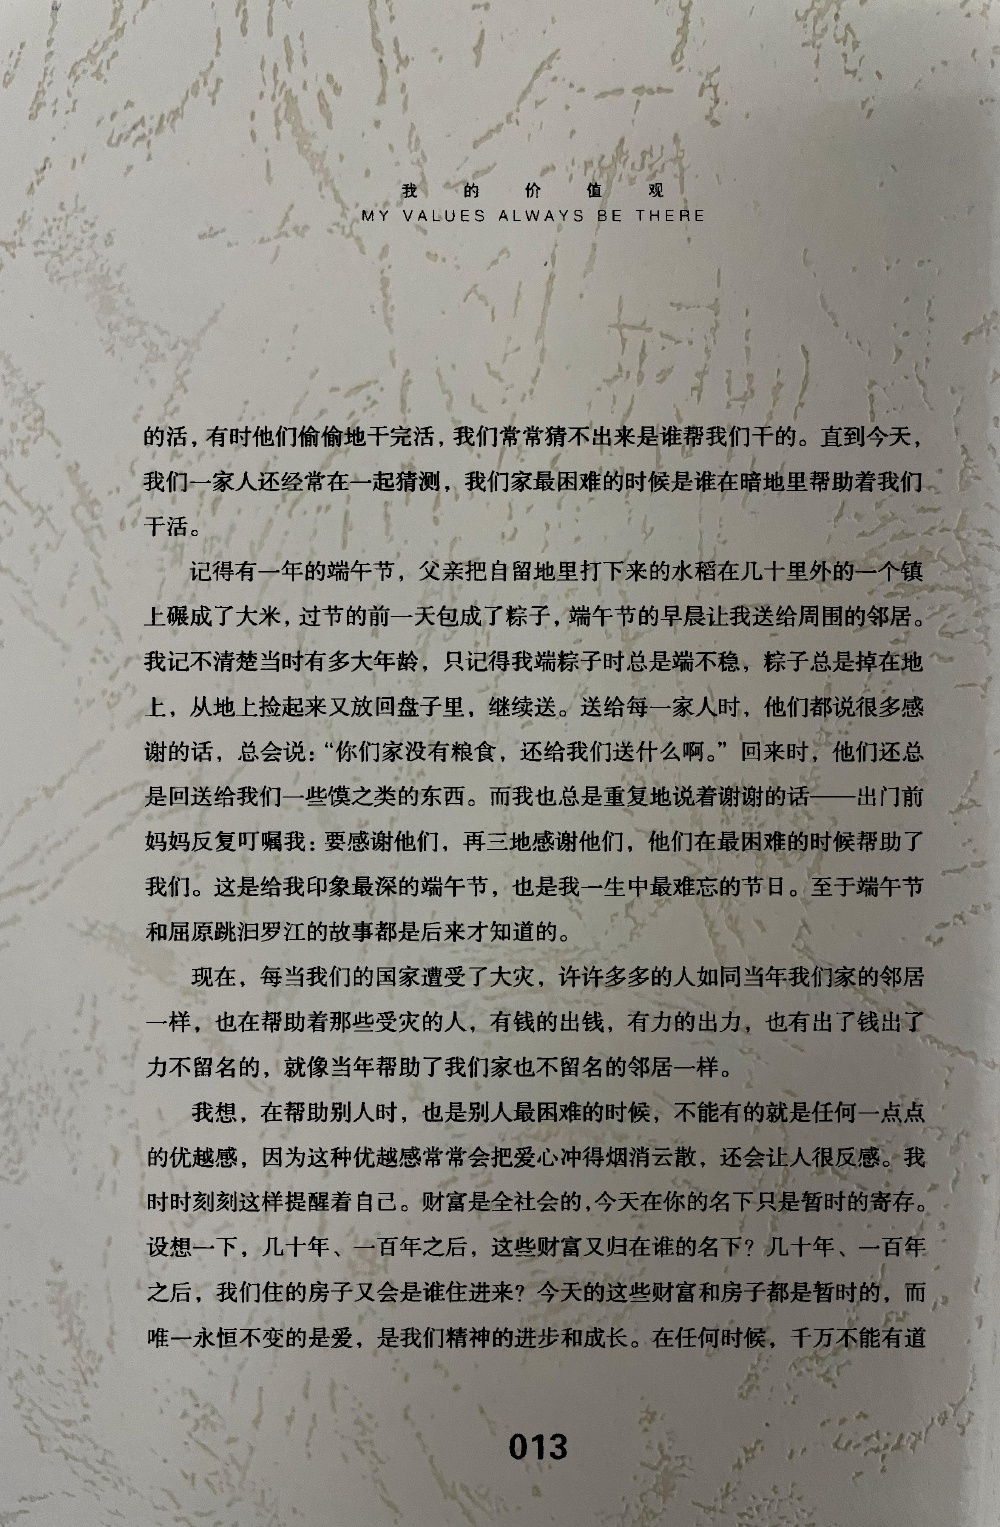 我的价值观
MY VALUES ALWAYS BE THERE
的活，有时他们偷偷地干完活，我们常常猜不出来是谁帮我们干的。直到今天，
我们一家人还经常在一起猜测，我们家最困难的时候是谁在暗地里帮助着我们
干活。
记得有一年的端午节，父亲把自留地里打下来的水稻在几十里外的一个镇
上碾成了大米，过节的前一天包成了粽子，端午节的早晨让我送给周围的邻居。
我记不清楚当时有多大年龄，只记得我端粽子时总是端不稳，粽子总是掉在地
上，从地上捡起来又放回盘子里，继续送。送给每一家人时，他们都说很多感
谢的话，总会说：“你们家没有粮食，还给我们送什么啊。”回来时，他们还总
是回送给我们一些馍之类的东西。而我也总是重复地说着谢谢的话——出门前
妈妈反复叮嘱我：要感谢他们，再三地感谢他们，他们在最困难的时候帮助了
我们。这是给我印象最深的端午节，也是我一生中最难忘的节日。至于端午节
和屈原跳汨罗江的故事都是后来才知道的。
现在，每当我们的国家遭受了大灾，许许多多的人如同当年我们家的邻居
一样，也在帮助着那些受灾的人，有钱的出钱，有力的出力，也有出了钱出了
力不留名的，就像当年帮助了我们家也不留名的邻居一样。
我想，在帮助别人时，也是别人最困难的时候，不能有的就是任何一点点
的优越感，因为这种优越感常常会把爱心冲得烟消云散，还会让人很反感。我
时时刻刻这样提醒着自己。财富是全社会的，今天在你的名下只是暂时的寄存。
设想一下，几十年、一百年之后，这些财富又归在谁的名下？几十年、一百年
之后，我们住的房子又会是谁住进来？今天的这些财富和房子都是暂时的，而
唯一永恒不变的是爱，是我们精神的进步和成长。在任何时候，千万不能有道
013